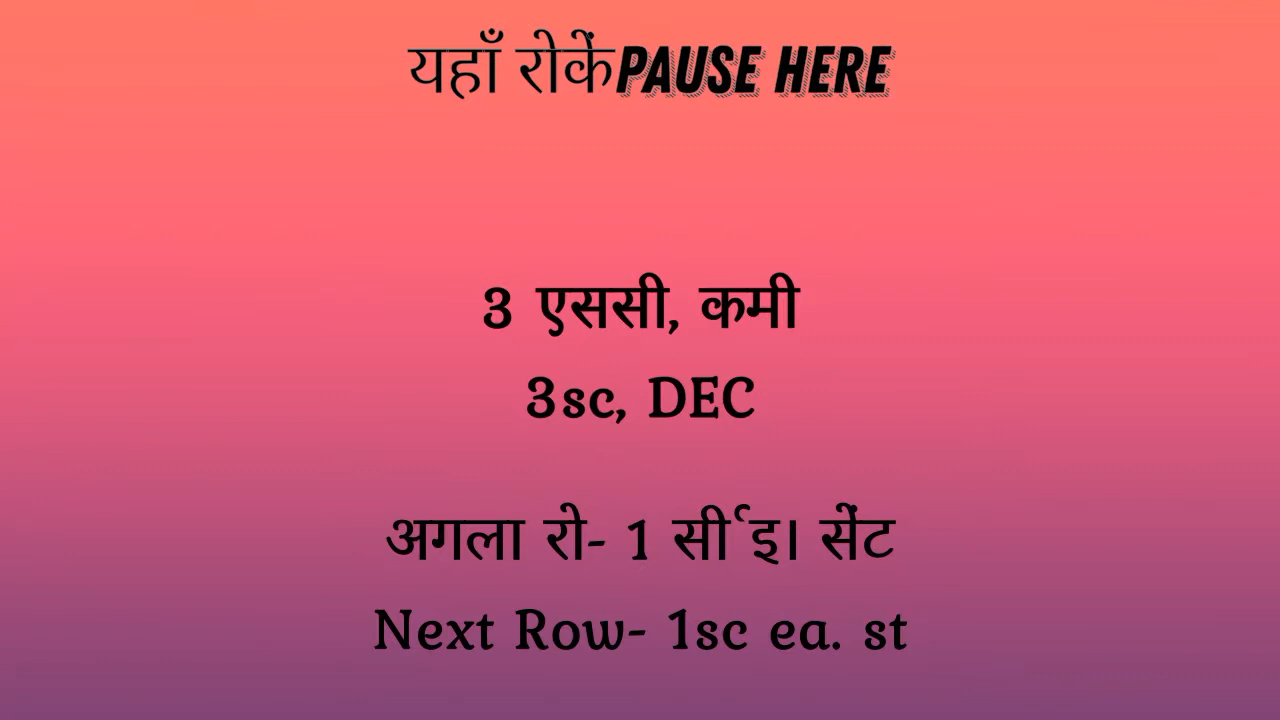 यहाँ रोकेंPAUSE HERE
3 एससी, कमी
3sc, DEC
अगला रो- 1 सीर्इ। सेंट
Next Row- 1sc ea. st